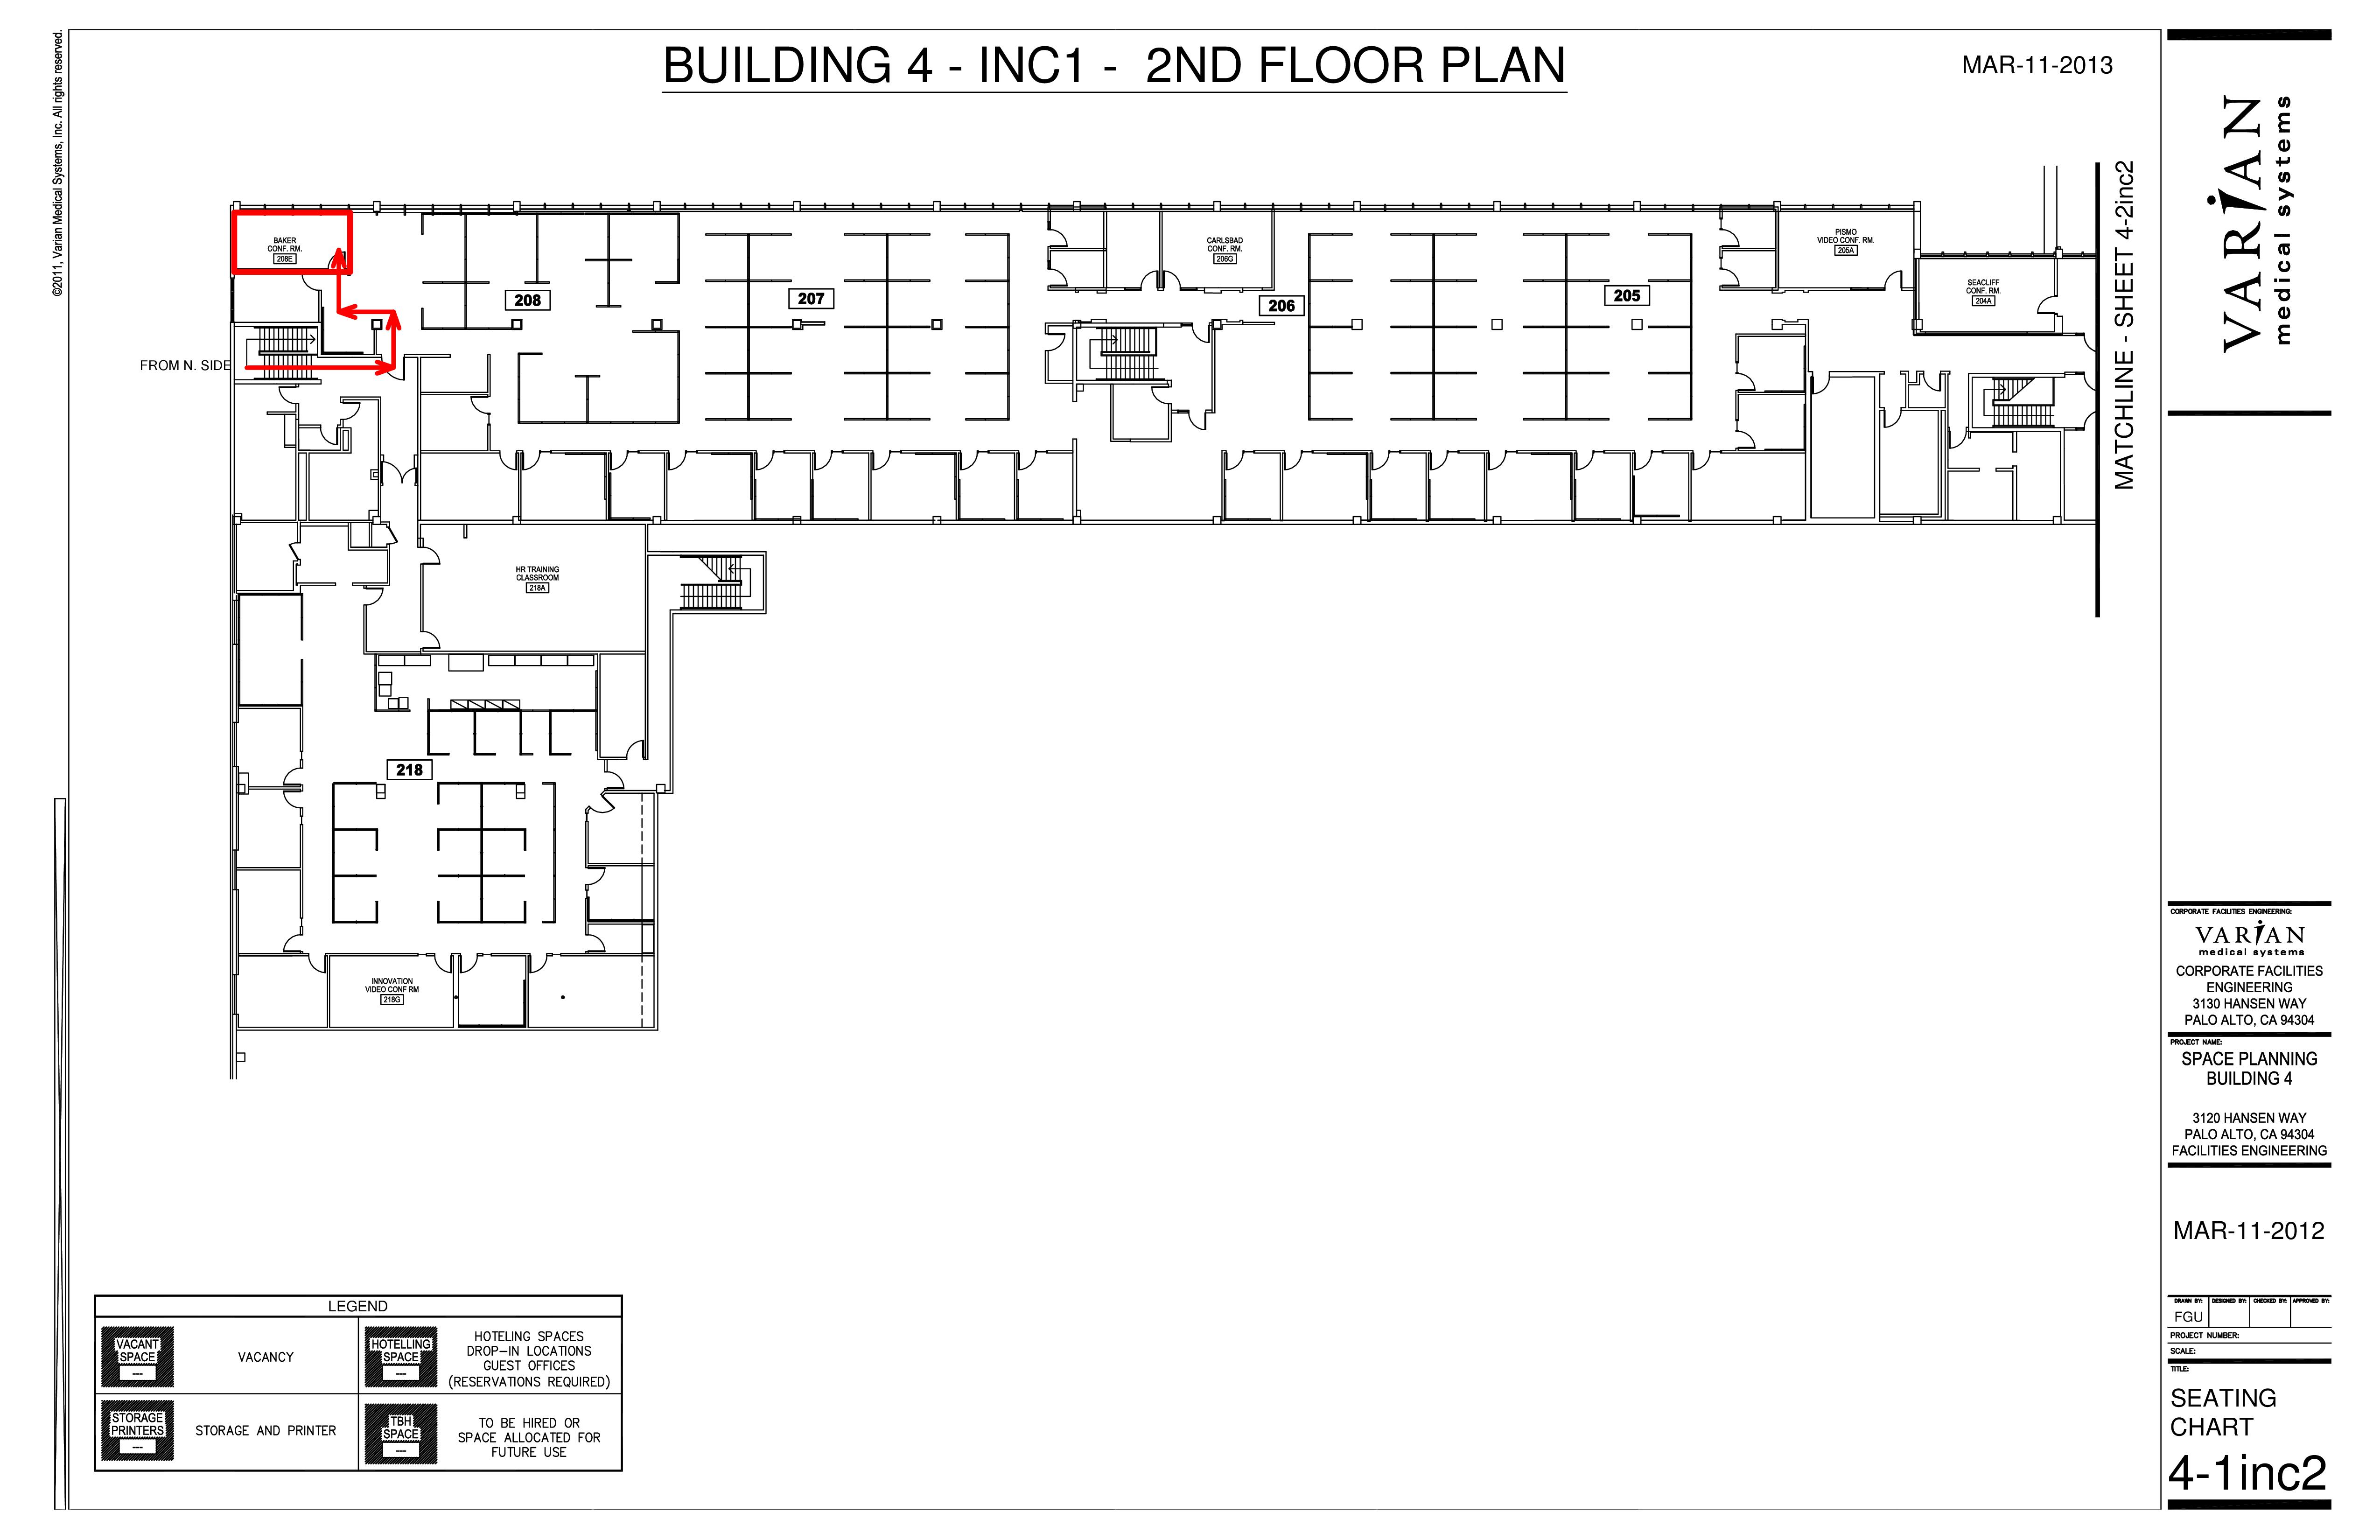 ©2011, Varian Medical Systems, Inc. All rights reserved.
BUILDING 4 - INC1 -  2ND FLOOR PLAN
MAR-11-2013
VARIAN
medical systems
MATCHLINE - SHEET 4-2inc2
BAKER
CONF. RM.
208E
CARLSBAD
CONF. RM.
206G
PISMO
VIDEO CONF. RM.
205A
SEACLIFF
CONF. RM.
204A
208
207
206
205
FROM N. SIDE
HR TRAINING
CLASSROOM
218A
218
INNOVATION
VIDEO CONF RM
218G
LEGEND
VACANT
SPACE
---
VACANCY
HOTELLING
SPACE
---
HOTELING SPACES
DROP-IN LOCATIONS
GUEST OFFICES
(RESERVATIONS REQUIRED)
STORAGE
PRINTERS
---
STORAGE AND PRINTER
TBH
SPACE
---
TO BE HIRED OR
SPACE ALLOCATED FOR
FUTURE USE
CORPORATE FACILITIES ENGINEERING:
VARIAN
medical systems
CORPORATE FACILITIES
ENGINEERING
3130 HANSEN WAY
PALO ALTO, CA 94304
PROJECT NAME:
SPACE PLANNING
BUILDING 4
3120 HANSEN WAY
PALO ALTO, CA 94304
FACILITIES ENGINEERING
MAR-11-2012
DRAWN BY: DESIGNED BY: CHECKED BY: APPROVED BY:
FGU
PROJECT NUMBER:
SCALE:
TITLE:
SEATING
CHART
4-1inc2